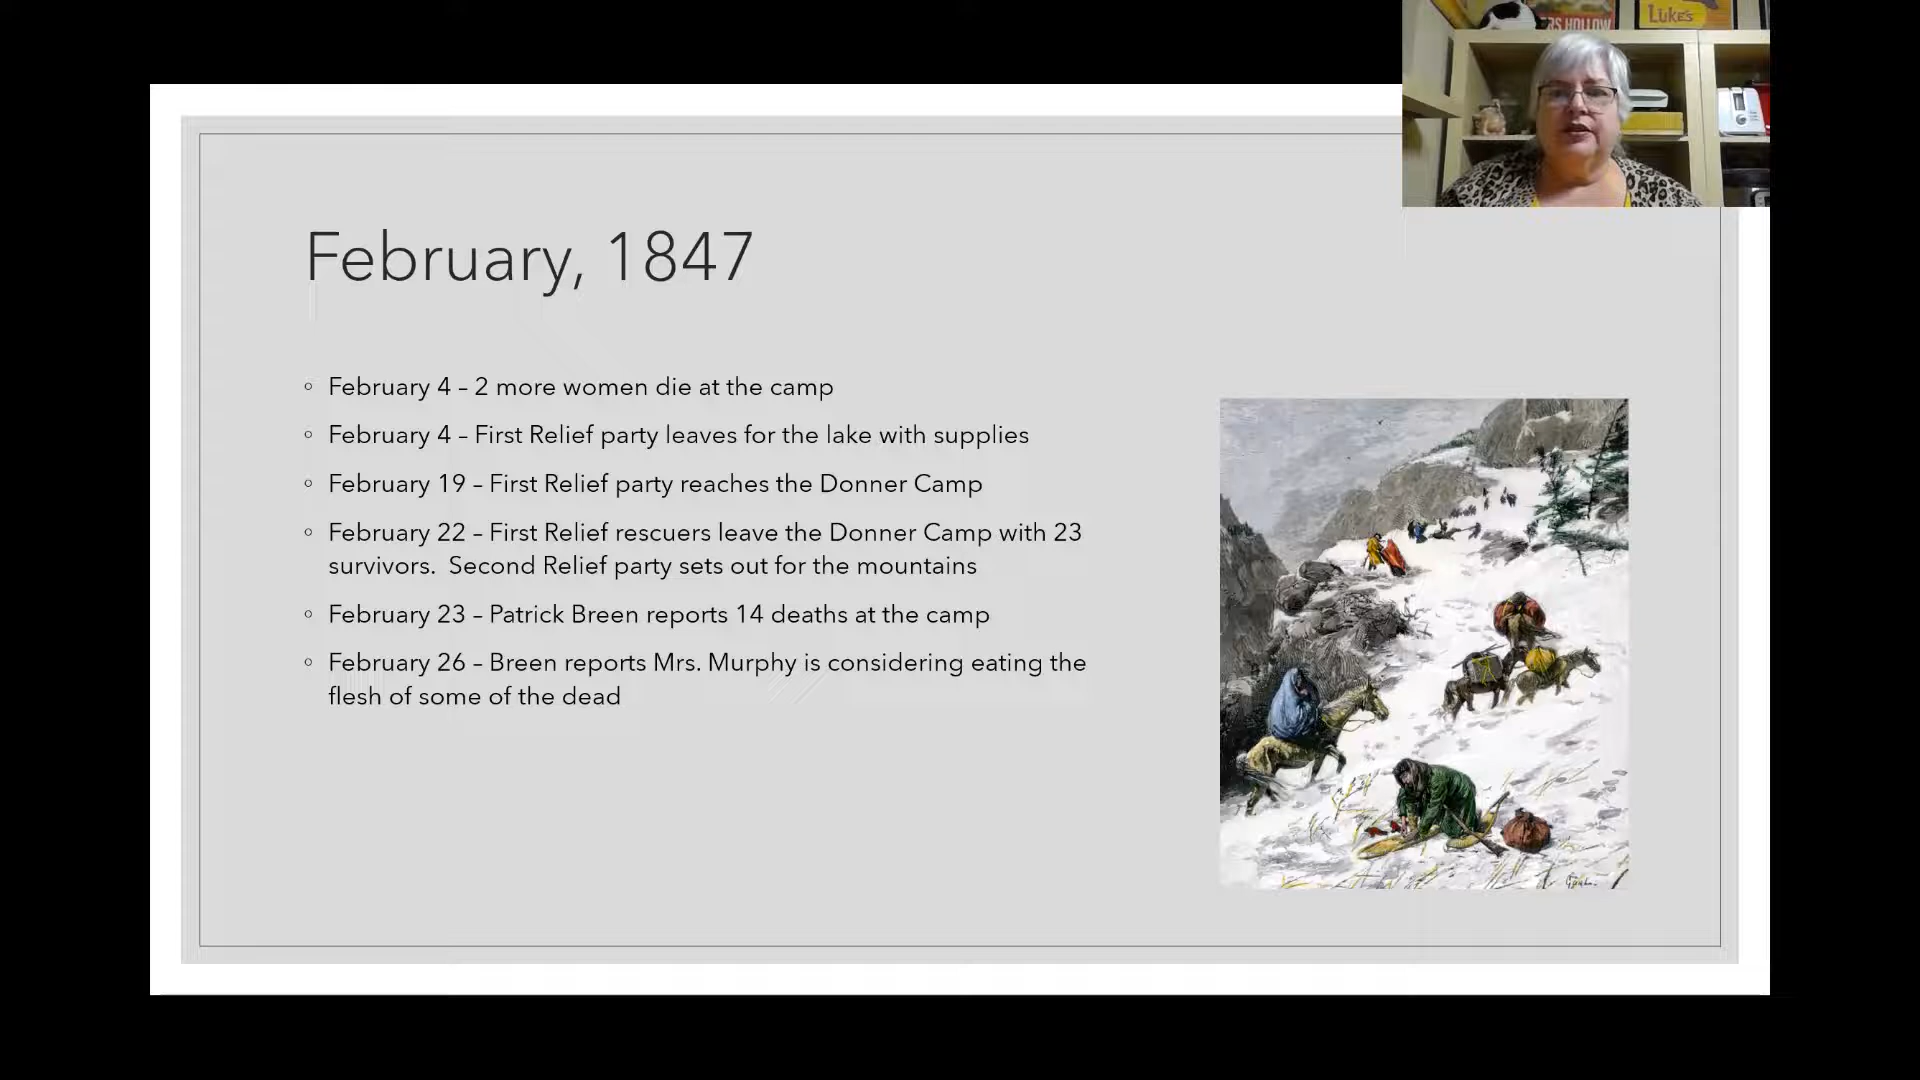 RS HOLLOW
LUKE'S
February, 1847
◦ February 4 – 2 more women die at the camp
◦ February 4 – First Relief party leaves for the lake with supplies
◦ February 19 – First Relief party reaches the Donner Camp
◦ February 22 – First Relief rescuers leave the Donner Camp with 23
survivors.  Second Relief party sets out for the mountains
◦ February 23 – Patrick Breen reports 14 deaths at the camp
◦ February 26 – Breen reports Mrs. Murphy is considering eating the
flesh of some of the dead